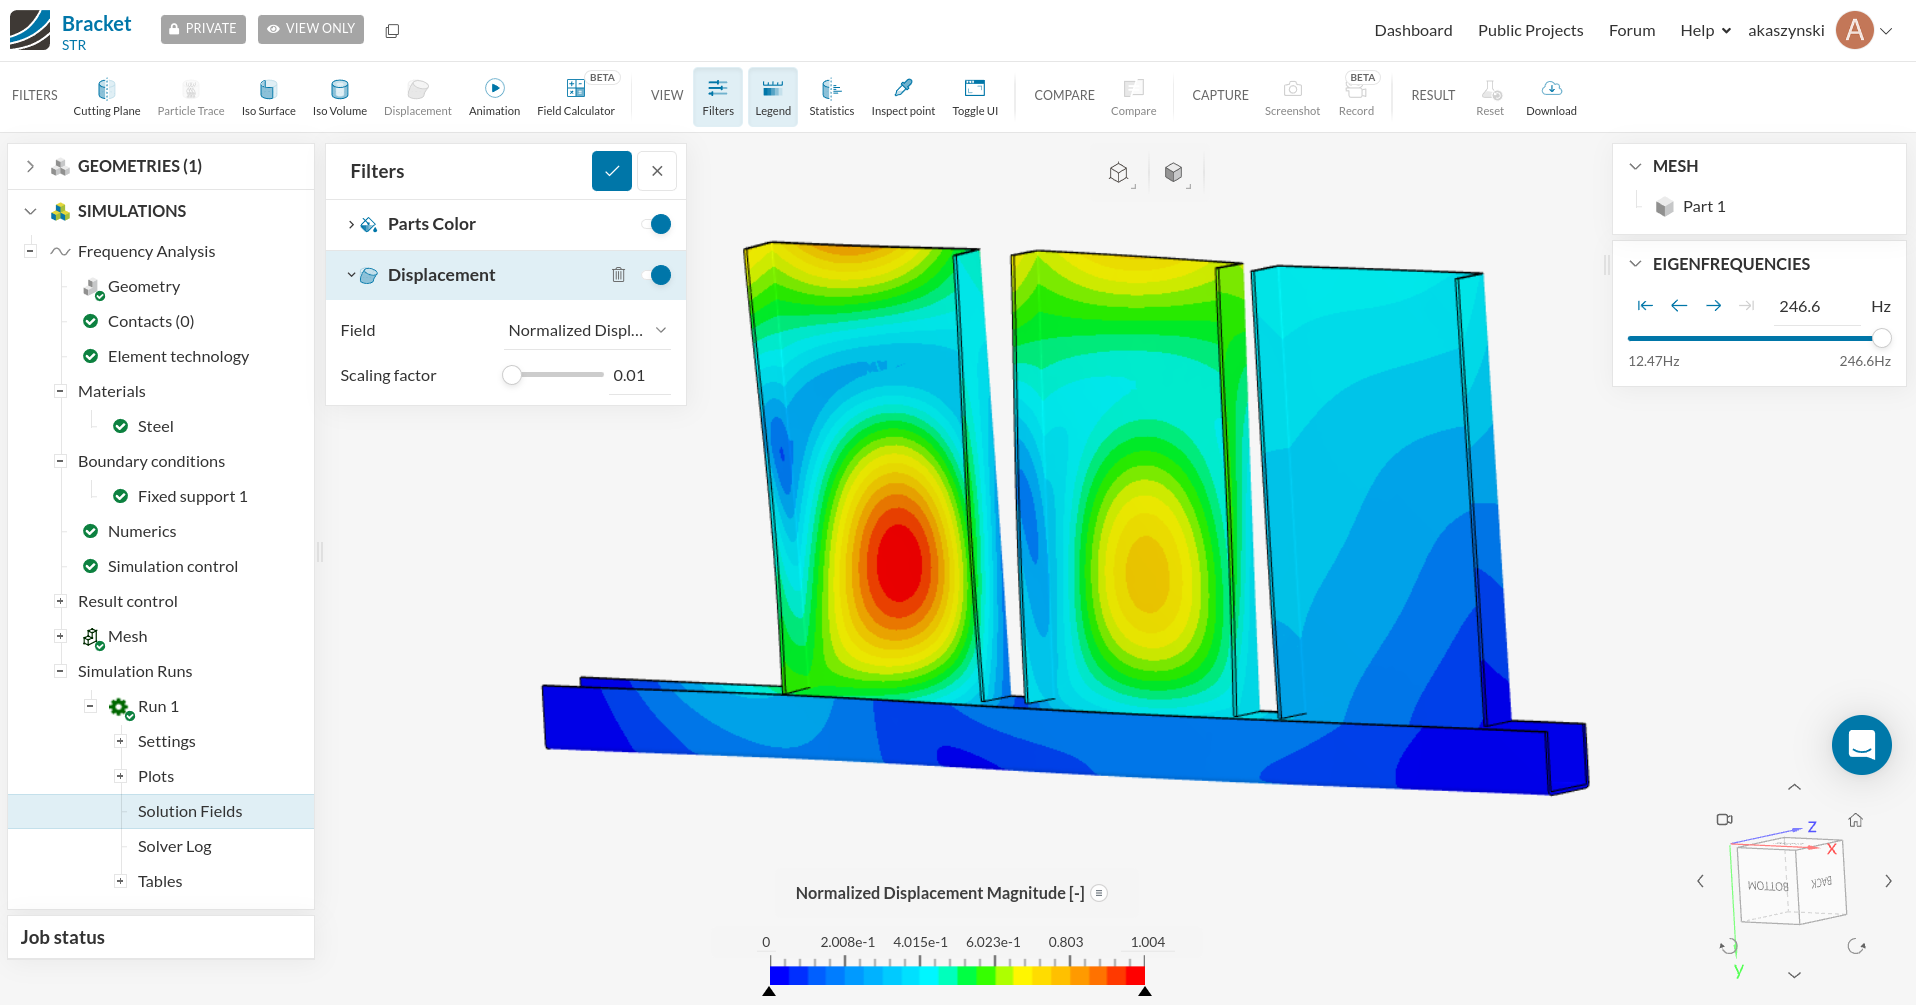 Bracket
STR
PRIVATE
VIEW ONLY
Dashboard
Public Projects
Forum
Help
akaszynski
A
FILTERS
Cutting Plane
Particle Trace
Iso Surface
Iso Volume
Displacement
Animation
BETA
Field Calculator
VIEW
Filters
Legend
Statistics
Inspect point
Toggle UI
COMPARE
Compare
CAPTURE
Screenshot
BETA
Record
RESULT
Reset
Download
GEOMETRIES (1)
SIMULATIONS
Frequency Analysis
Geometry
Contacts (0)
Element technology
Materials
Steel
Boundary conditions
Fixed support 1
Numerics
Simulation control
Result control
Mesh
Simulation Runs
Run 1
Settings
Plots
Solution Fields
Solver Log
Tables
Job status
Filters
Parts Color
Displacement
Field
Normalized Displ...
Scaling factor
0.01
MESH
Part 1
EIGENFREQUENCIES
246.6
Hz
12.47Hz
246.6Hz
Normalized Displacement Magnitude [-]
0
2.008e-1
4.015e-1
6.023e-1
0.803
1.004
Z
X
BOTTOM
BACK
y